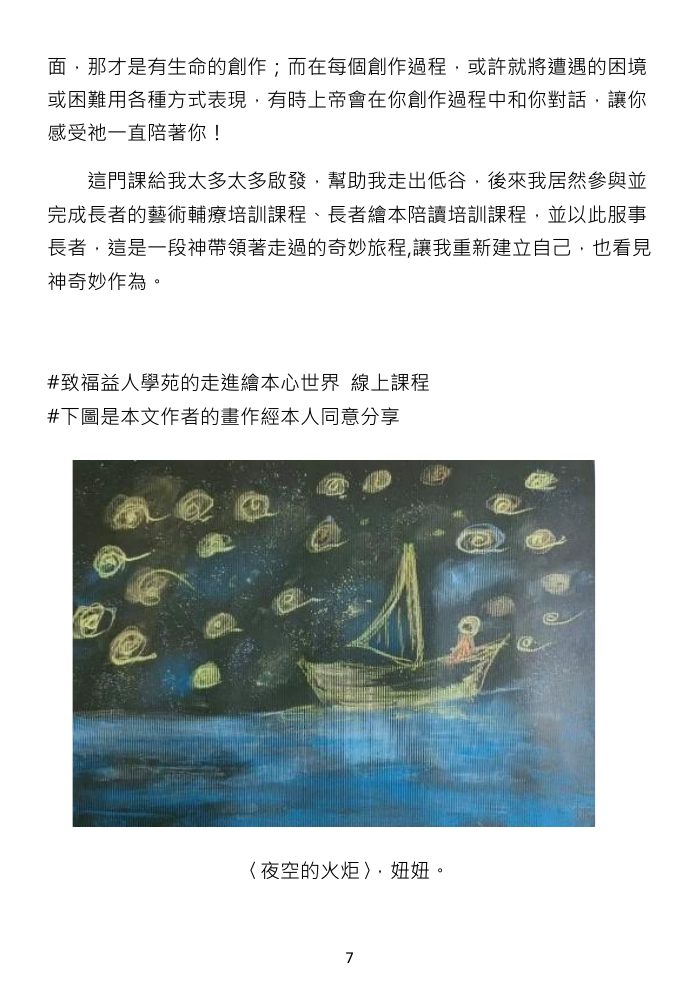 面，那才是有生命的創作；而在每個創作過程，或許就將遭遇的困境
或困難用各種方式表現，有時上帝會在你創作過程中和你對話，讓你
感受祂一直陪著你！
這門課給我太多太多啟發，幫助我走出低谷，後來我居然參與並
完成長者的藝術輔療培訓課程、長者繪本陪讀培訓課程，並以此服事
長者，這是一段神帶領著走過的奇妙旅程,讓我重新建立自己，也看見
神奇妙作為。
#致福益人學苑的走進繪本心世界 線上課程
#下圖是本文作者的畫作經本人同意分享
〈夜空的火炬〉，妞妞。
7